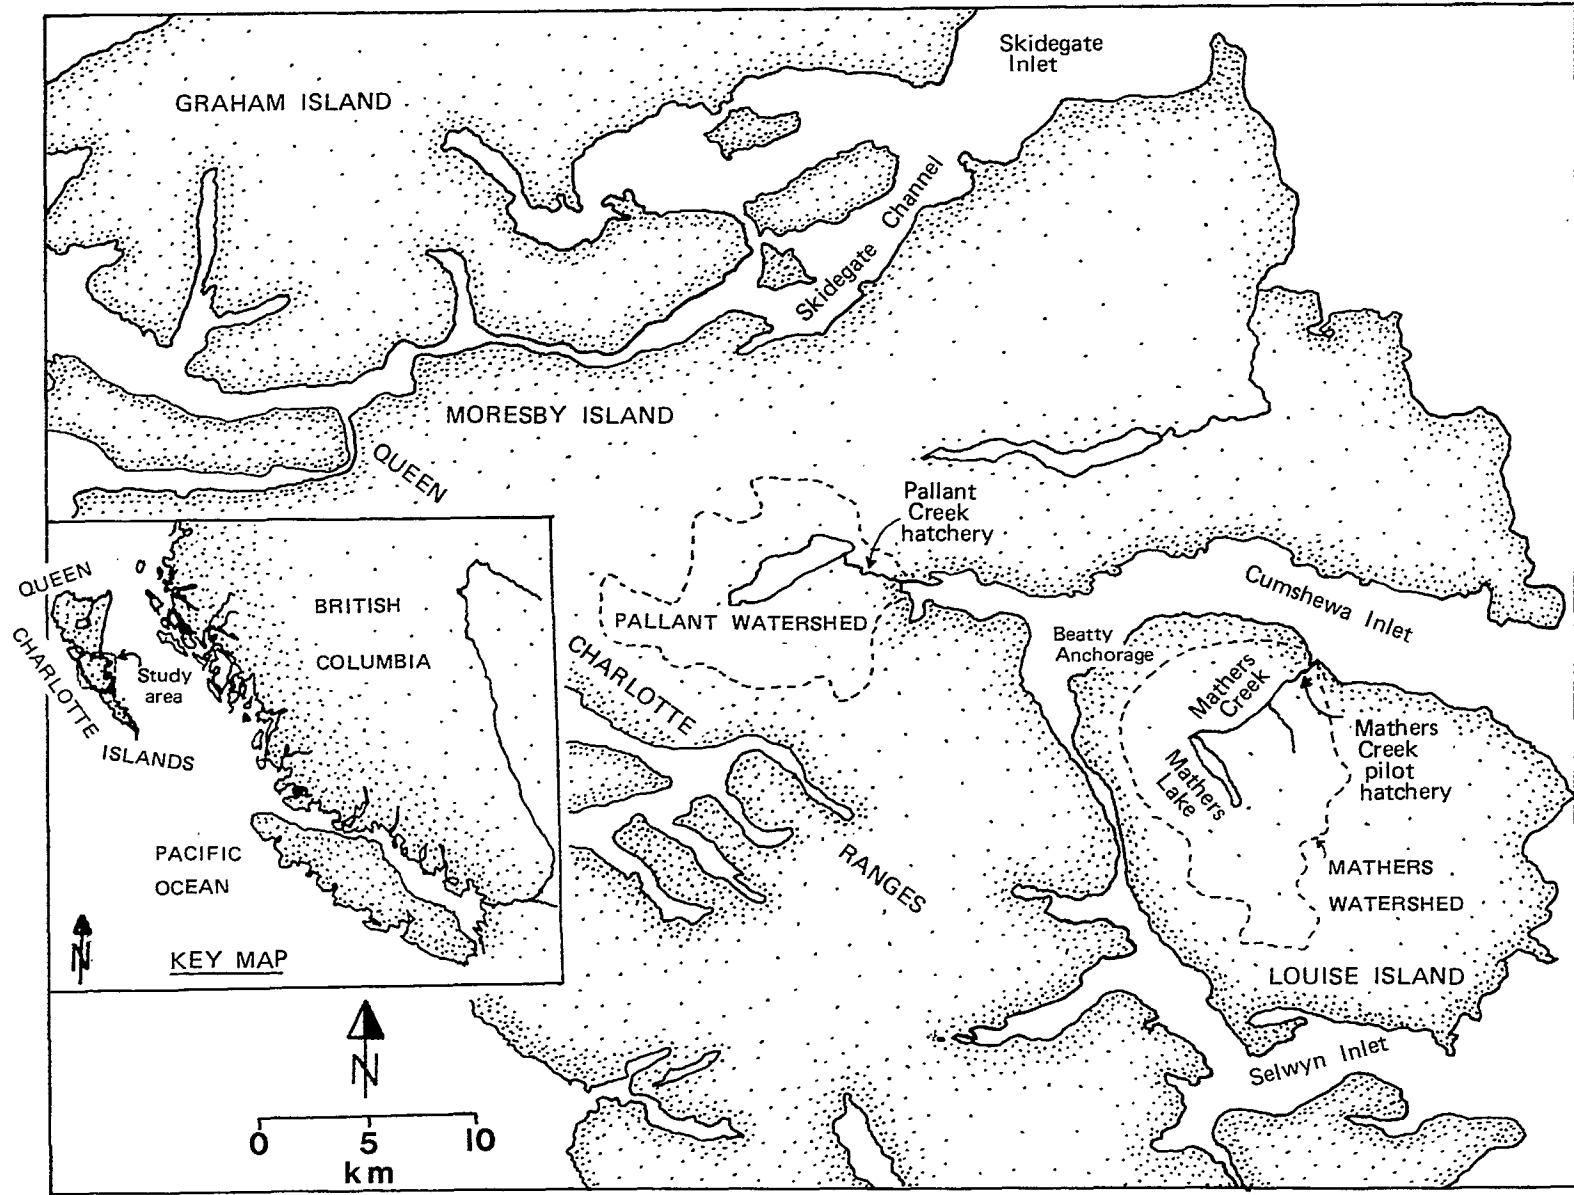 Skidegate
Inlet
GRAHAM ISLAND
Skidegate Channel
MORESBY ISLAND
QUEEN
CHARLOTTE
RANGES
Pallant
Creek
hatchery
PALLANT WATERSHED
Cumshewa Inlet
Beatty
Anchorage
Mathers
Creek
Mathers
Lake
Mathers
Creek
pilot
hatchery
MATHERS
WATERSHED
LOUISE ISLAND
Selwyn Inlet
QUEEN
CHARLOTTE
ISLANDS
Study
area
BRITISH
COLUMBIA
PACIFIC
OCEAN
N
KEY MAP
N
0 5 10
km